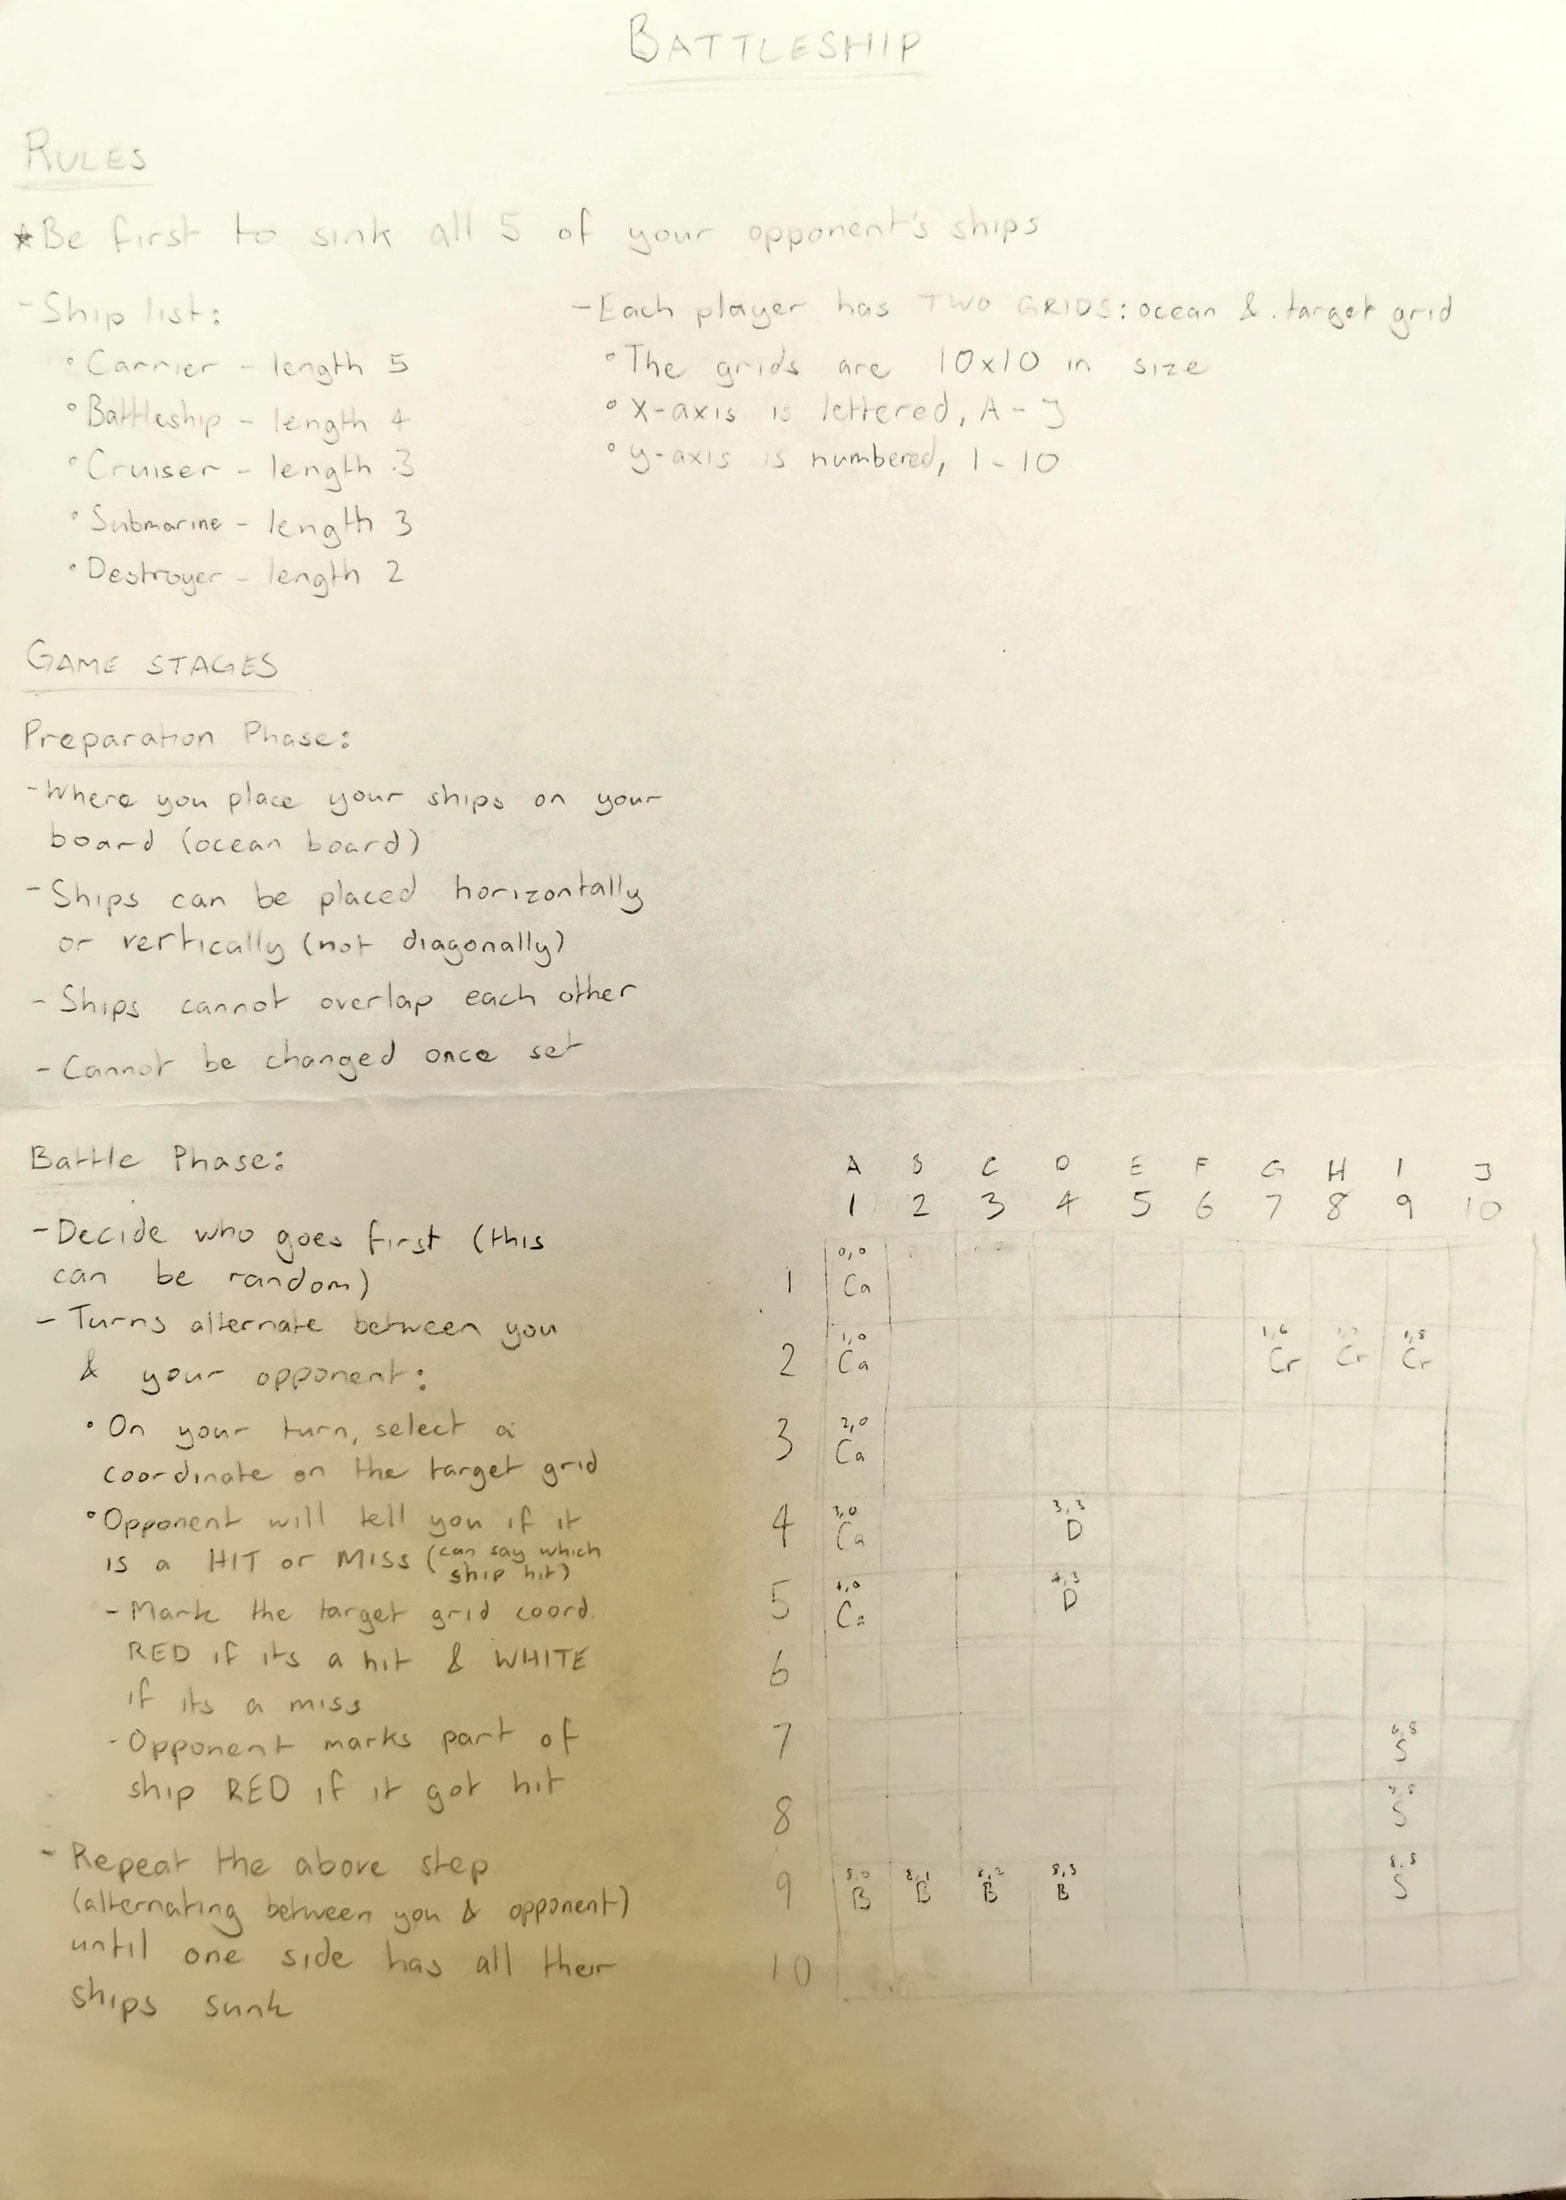 BATTLESHIP
RULES
*Be first to sink all 5 of your opponent's ships
-Ship list:
°Carrier - length 5
°Battleship - length 4
°Cruiser - length 3
°Submarine - length 3
°Destroyer - length 2
-Each player has TWO GRIDS: ocean & target grid
°The grids are 10x10 in size
°X-axis is lettered, A-J
°y-axis is numbered, 1-10
GAME STAGES
Preparation Phase:
-Where you place your ships on your
board (ocean board)
-Ships can be placed horizontally
or vertically (not diagonally)
- Ships cannot overlap each other
- Cannot be changed once set
Battle Phase:
-Decide who goes first (this
can be random)
- Turns alternate between you
& your opponent:
°On your turn, select a
coordinate on the target grid
°Opponent will tell you if it
is a HIT or MISS (can say which
ship hit)
- Mark the target grid coord.
RED if its a hit & WHITE
if its a miss
-Opponent marks part of
ship RED if it got hit
- Repeat the above step
(alternating between you & opponent)
until one side has all their
ships sunk
A B C D E F G H I J
1 2 3 4 5 6 7 8 9 10
0,0
1 Ca
1,0 1,6 1,8
2 Ca Cr Cr Cr
2,0
3 Ca
3,0 3,3
4 Ca D
4,0 4,3
5 Ca D
6
6,8
7 S
8 S
8,0 8,1 8,2 8,3 8,8
9 B B B B S
10